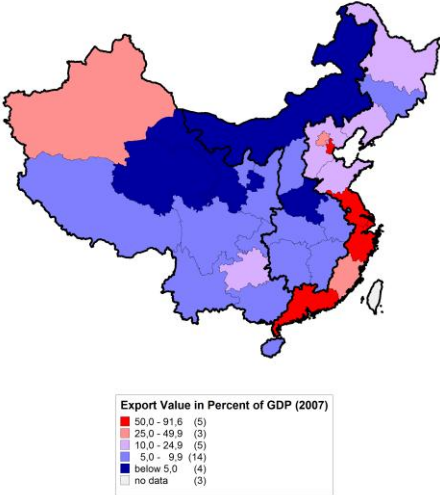 Export Value in Percent of GDP (2007)
50,0 - 91,6 (5)
25,0 - 49,9 (3)
10,0 - 24,9 (5)
5,0 - 9,9 (14)
below 5,0 (4)
no data (3)